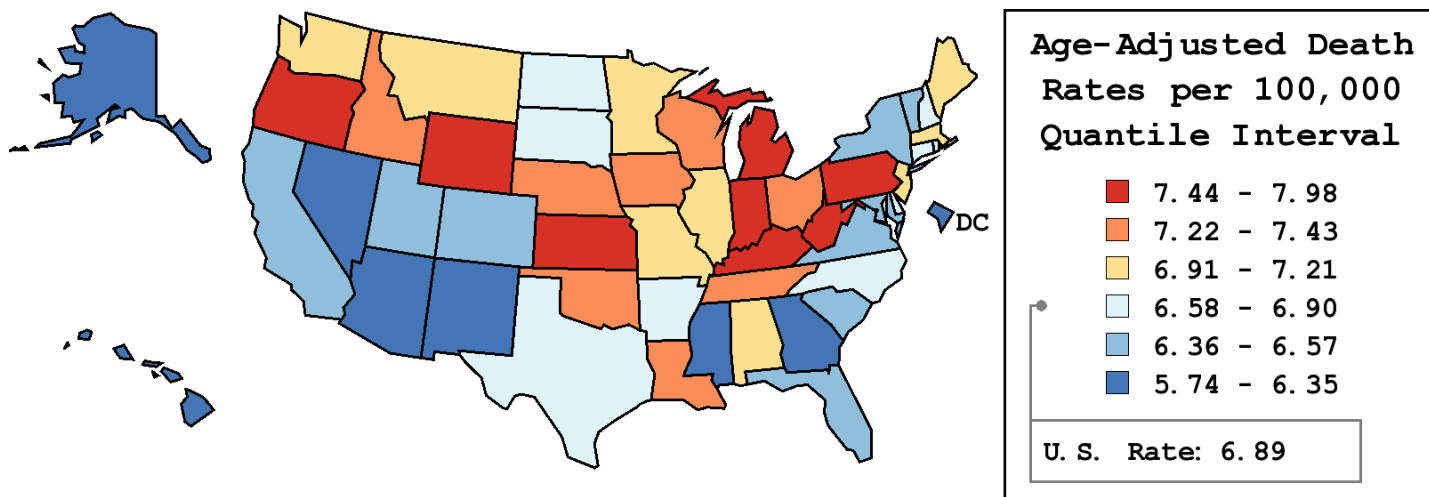 Age-Adjusted Death
Rates per 100,000
Quantile Interval
7.44 - 7.98
7.22 - 7.43
6.91 - 7.21
6.58 - 6.90
6.36 - 6.57
5.74 - 6.35
U.S. Rate: 6.89
DC